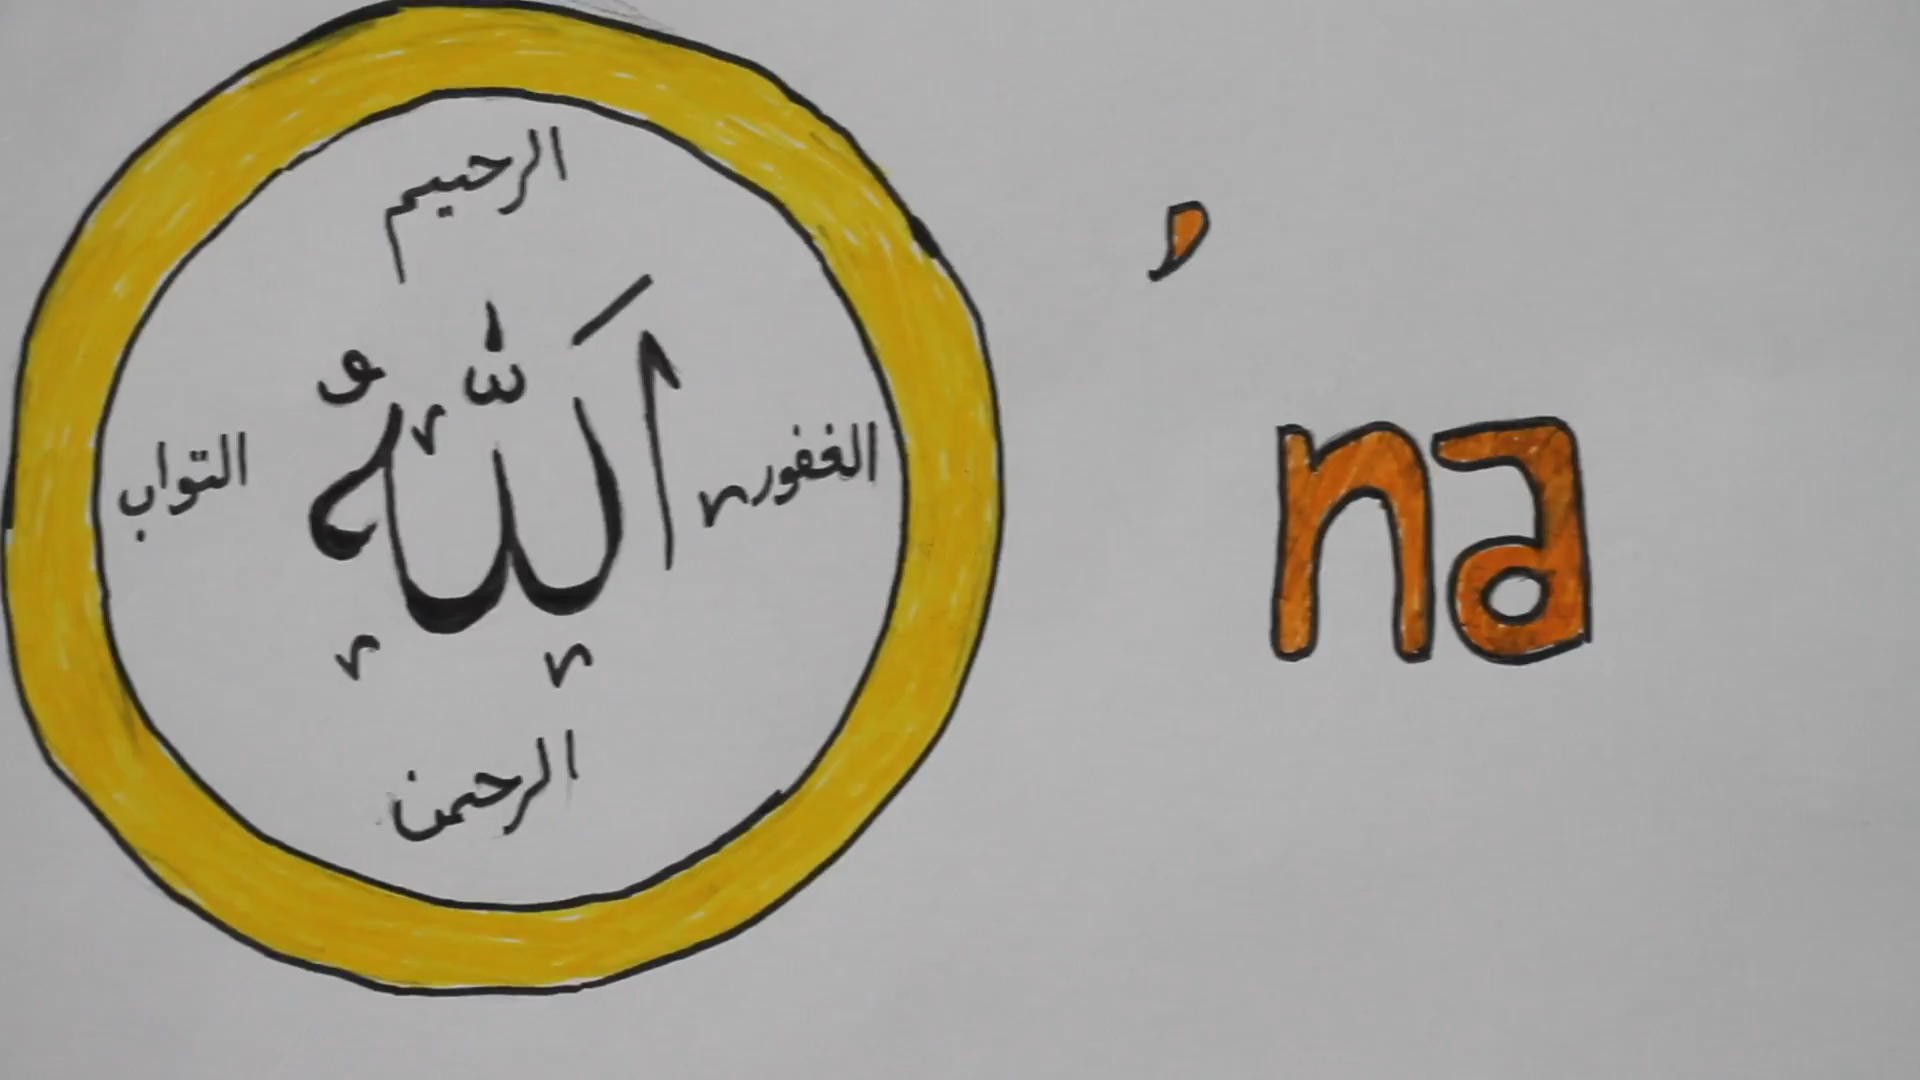 الرحيم
الله
التواب
الغفور
الرحمن
'na